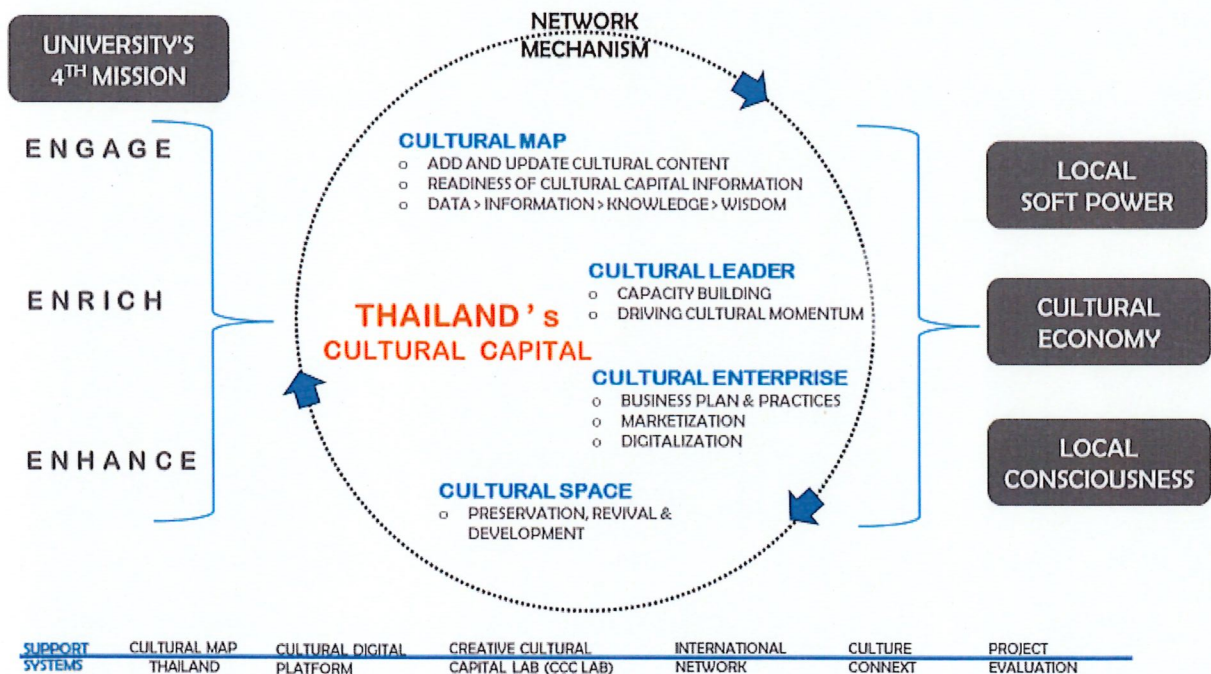 UNIVERSITY'S
4TH MISSION
ENGAGE
ENRICH
ENHANCE
NETWORK
MECHANISM
CULTURAL MAP
o ADD AND UPDATE CULTURAL CONTENT
o READINESS OF CULTURAL CAPITAL INFORMATION
o DATA > INFORMATION > KNOWLEDGE > WISDOM
CULTURAL LEADER
o CAPACITY BUILDING
o DRIVING CULTURAL MOMENTUM
THAILAND 's
CULTURAL CAPITAL
CULTURAL ENTERPRISE
o BUSINESS PLAN & PRACTICES
o MARKETIZATION
o DIGITALIZATION
CULTURAL SPACE
o PRESERVATION, REVIVAL &
DEVELOPMENT
LOCAL
SOFT POWER
CULTURAL
ECONOMY
LOCAL
CONSCIOUSNESS
SUPPORT
SYSTEMS
CULTURAL MAP
THAILAND
CULTURAL DIGITAL
PLATFORM
CREATIVE CULTURAL
CAPITAL LAB (CCC LAB)
INTERNATIONAL
NETWORK
CULTURE
CONNEXT
PROJECT
EVALUATION